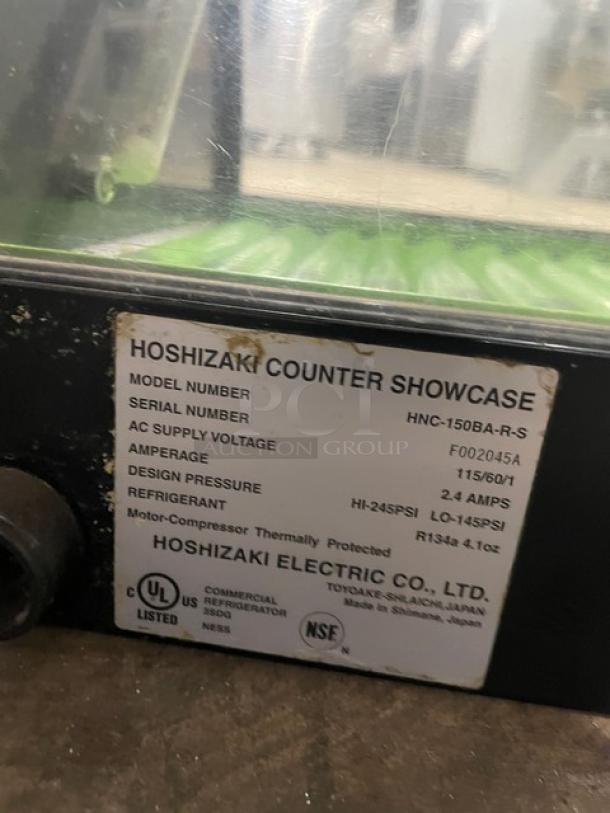 HOSHIZAKI COUNTER SHOWCASE
MODEL NUMBER HNC-150BA-R-S
SERIAL NUMBER F002045A
AC SUPPLY VOLTAGE 115/60/1
AMPERAGE 2.4 AMPS
DESIGN PRESSURE HI-245PSI LO-145PSI
REFRIGERANT R134a 4.1oz
Motor-Compressor Thermally Protected
HOSHIZAKI ELECTRIC CO., LTD.
TOYOAKE-SHI,AICHI,JAPAN
Made in Shimane, Japan
C UL US
LISTED
COMMERCIAL
REFRIGERATOR
3SDG
NESS
NSF
N
PCI
AUCTION GROUP